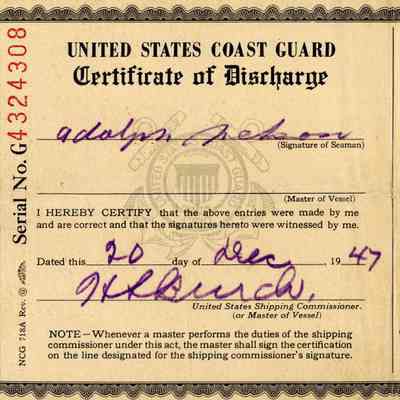 UNITED STATES COAST GUARD
Certificate of Discharge
Adolph Nelson
(Signature of Seaman)
(Master of Vessel)
I HEREBY CERTIFY that the above entries were made by me
and are correct and that the signatures hereto were witnessed by me.
Dated this 20 day of Dec, 1947
United States Shipping Commissioner.
(or Master of Vessel)
NOTE—Whenever a master performs the duties of the shipping
commissioner under this act, the master shall sign the certification
on the line designated for the shipping commissioner's signature.
Serial No. G4324308
NCG 718A Rev.